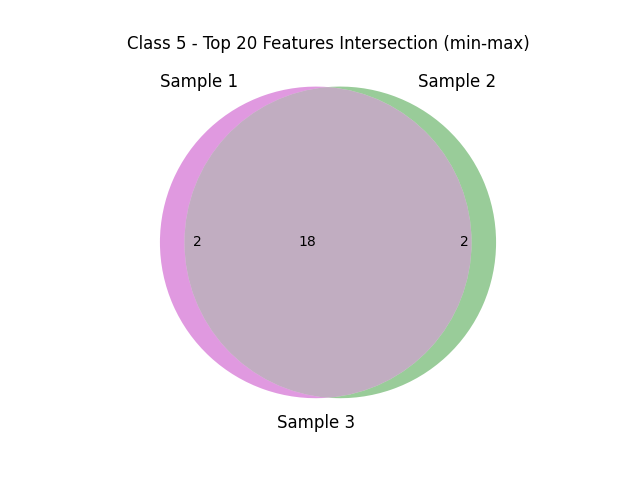 Class 5 - Top 20 Features Intersection (min-max)
Sample 1
Sample 2
2
18
2
Sample 3